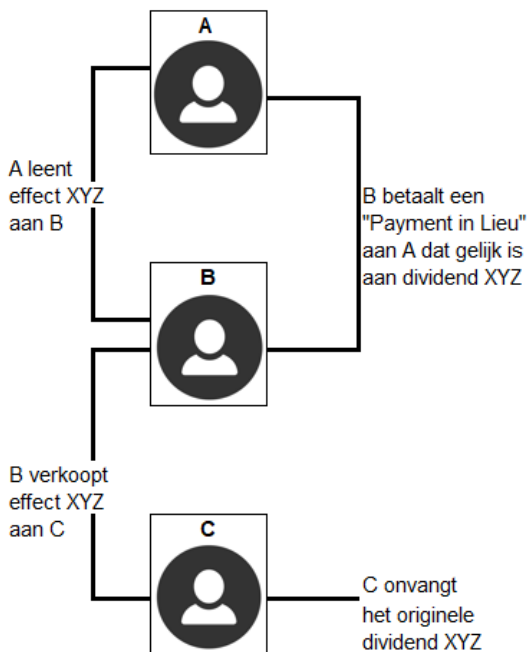 A
A leent
effect XYZ
aan B
B betaalt een
"Payment in Lieu"
aan A dat gelijk is
aan dividend XYZ
B
B verkoopt
effect XYZ
aan C
C
C onvangt
het originele
dividend XYZ